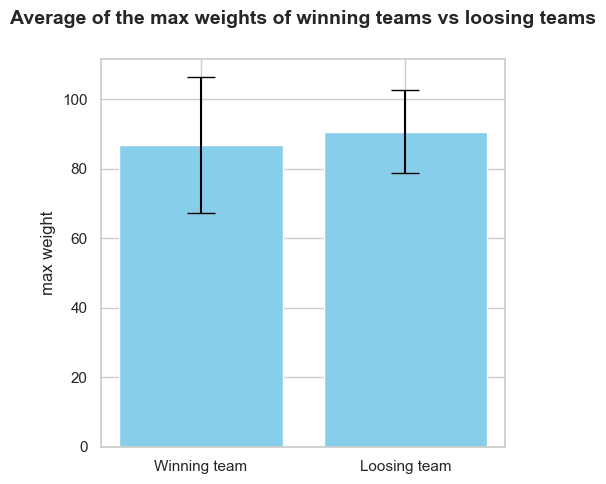 Average of the max weights of winning teams vs loosing teams
100
80
60
40
20
0
max weight
Winning team
Loosing team